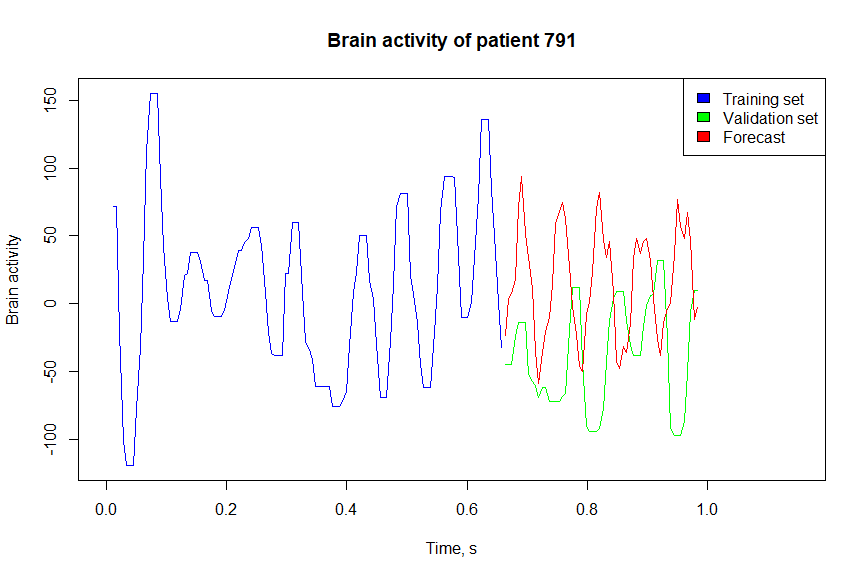 Brain activity of patient 791
Training set
Validation set
Forecast
150
100
50
0
-50
-100
Brain activity
0.0 0.2 0.4 0.6 0.8 1.0
Time, s